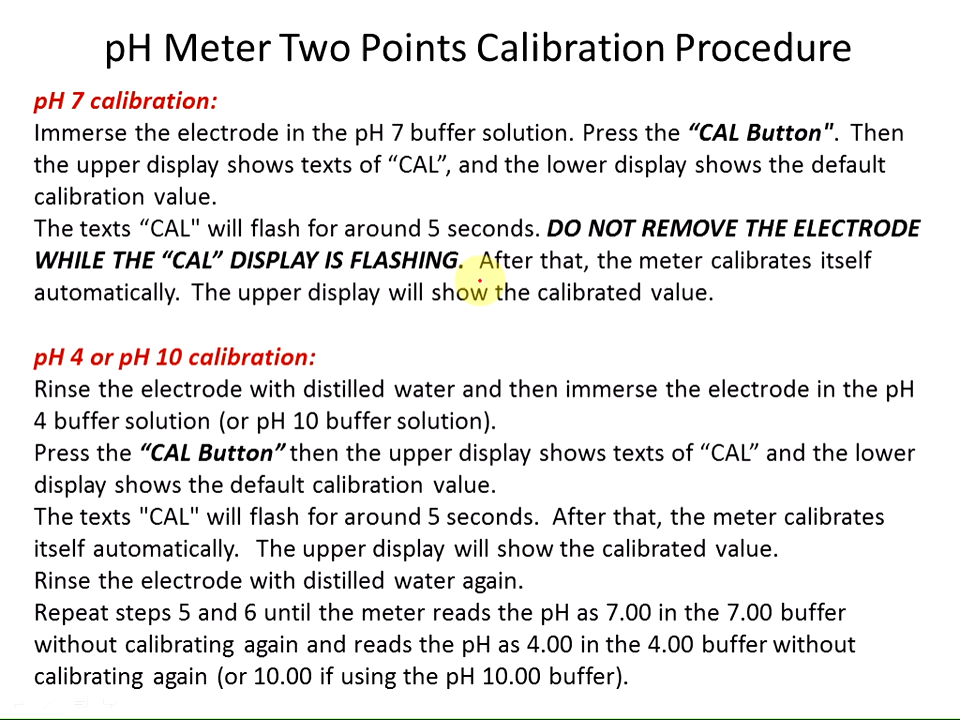 pH Meter Two Points Calibration Procedure
pH 7 calibration:
Immerse the electrode in the pH 7 buffer solution. Press the “CAL Button". Then
the upper display shows texts of “CAL”, and the lower display shows the default
calibration value.
The texts “CAL" will flash for around 5 seconds. DO NOT REMOVE THE ELECTRODE
WHILE THE “CAL” DISPLAY IS FLASHING. After that, the meter calibrates itself
automatically. The upper display will show the calibrated value.
pH 4 or pH 10 calibration:
Rinse the electrode with distilled water and then immerse the electrode in the pH
4 buffer solution (or pH 10 buffer solution).
Press the “CAL Button” then the upper display shows texts of “CAL” and the lower
display shows the default calibration value.
The texts "CAL" will flash for around 5 seconds. After that, the meter calibrates
itself automatically. The upper display will show the calibrated value.
Rinse the electrode with distilled water again.
Repeat steps 5 and 6 until the meter reads the pH as 7.00 in the 7.00 buffer
without calibrating again and reads the pH as 4.00 in the 4.00 buffer without
calibrating again (or 10.00 if using the pH 10.00 buffer).